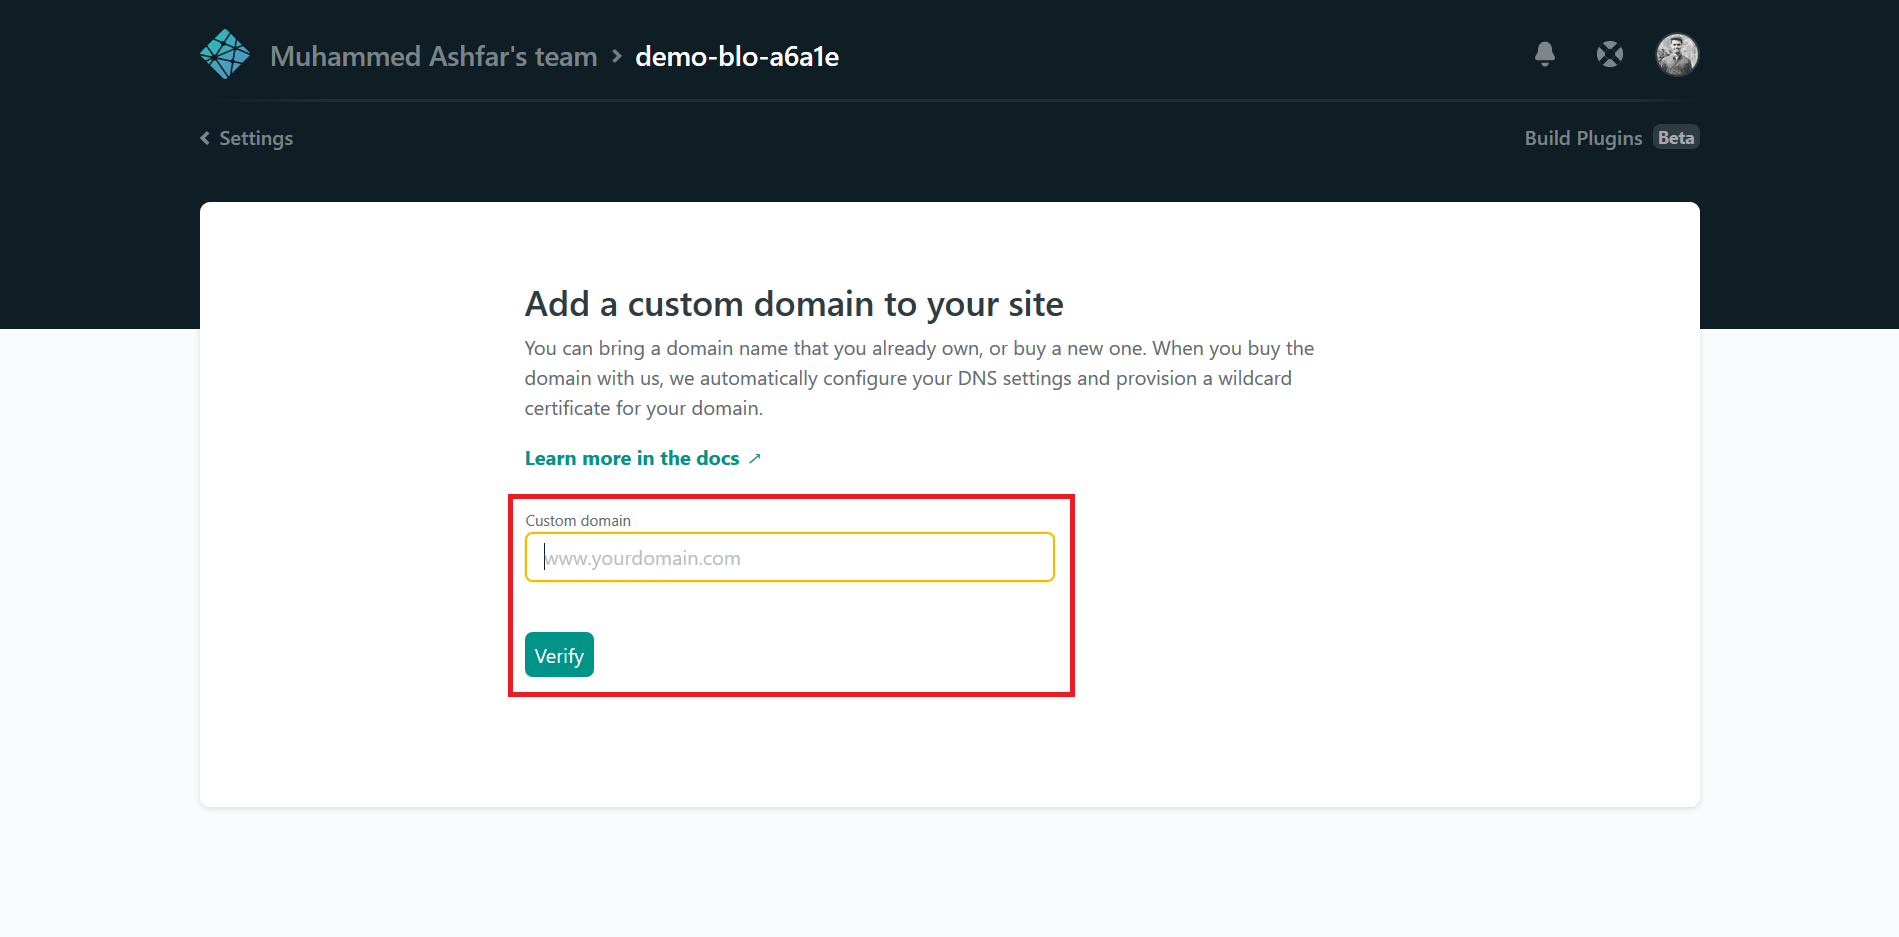 Muhammed Ashfar's team > demo-blo-a6a1e
Settings
Build Plugins Beta
Add a custom domain to your site
You can bring a domain name that you already own, or buy a new one. When you buy the
domain with us, we automatically configure your DNS settings and provision a wildcard
certificate for your domain.
Learn more in the docs ↗
Custom domain
www.yourdomain.com
Verify